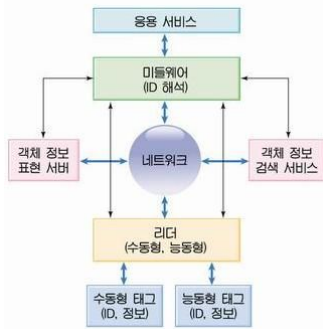 응용 서비스
미들웨어
(ID 해석)
객체 정보
표현 서버
네트워크
객체 정보
검색 서비스
리더
(수동형, 능동형)
수동형 태그
(ID, 정보)
능동형 태그
(ID, 정보)